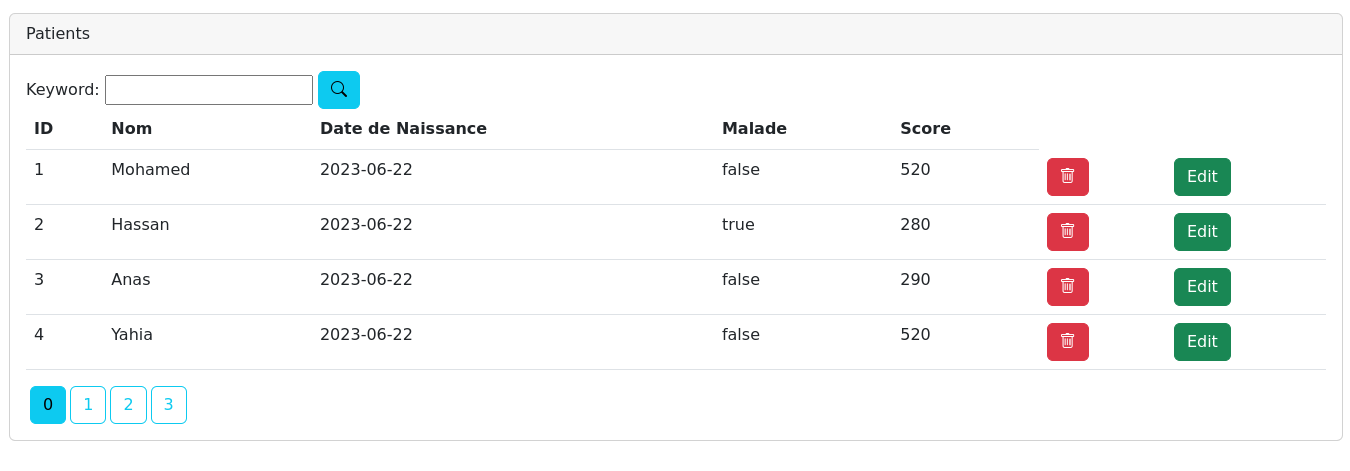 Patients
Keyword:
ID Nom Date de Naissance Malade Score
1 Mohamed 2023-06-22 false 520 Edit
2 Hassan 2023-06-22 true 280 Edit
3 Anas 2023-06-22 false 290 Edit
4 Yahia 2023-06-22 false 520 Edit
0 1 2 3